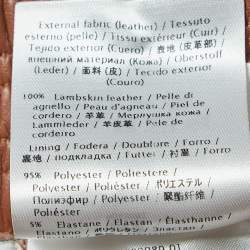 External fabric (leather) / Tessuto
esterno (pelle) / Tissu extérieur (Cuir) /
Tejido exterior (Cuero) / 表地 (皮革部)
внешний материал (Кожа) / Oberstoff
(Leder) / 面料 (皮) / Tecido exterior
(Couro)
100% Lambskin leather / Pelle di
agnello / Peau d'agneau / Piel de
cordero / 羊革 / Мерлушка кожа /
Lammleder / 羊皮革 / Pele de
cordeiro
Lining / Fodera / Doublure / Forro /
裏地 / подкладка / Futter / 衬里 / Forro
95% Polyester / Poliestere /
Polyester / Poliéster / ポリエステル /
Полиэфир / Polyester / 聚酯纤维 /
Poliéster
5% Elastane / Elastan / Élasthanne /